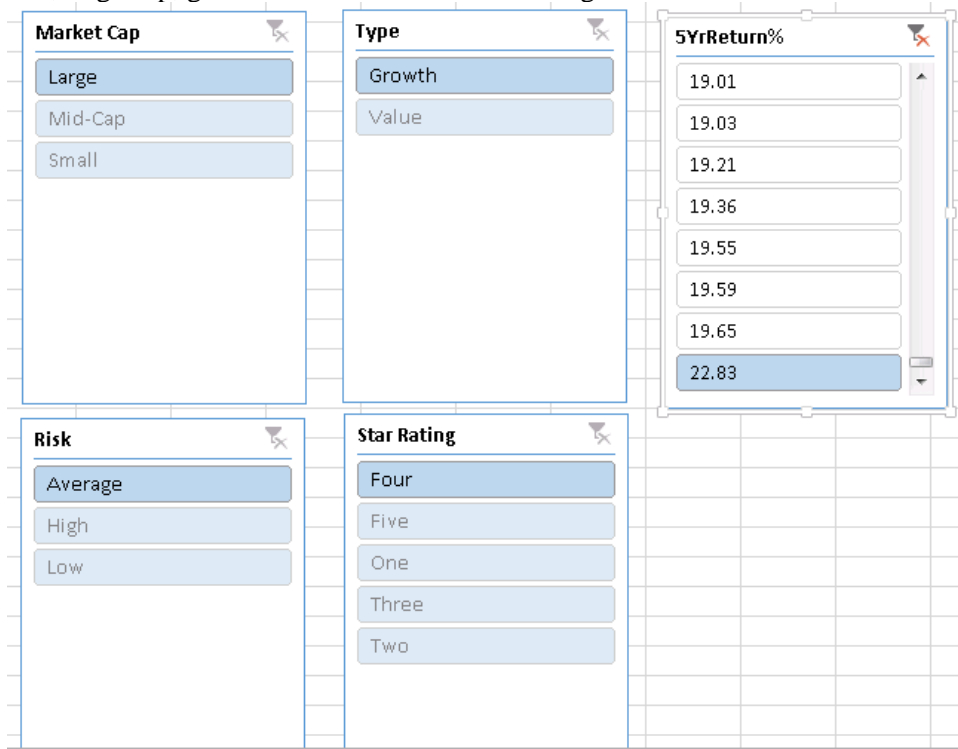 Market Cap
Large
Mid-Cap
Small
Type
Growth
Value
5YrReturn%
19.01
19.03
19.21
19.36
19.55
19.59
19.65
22.83
Risk
Average
High
Low
Star Rating
Four
Five
One
Three
Two